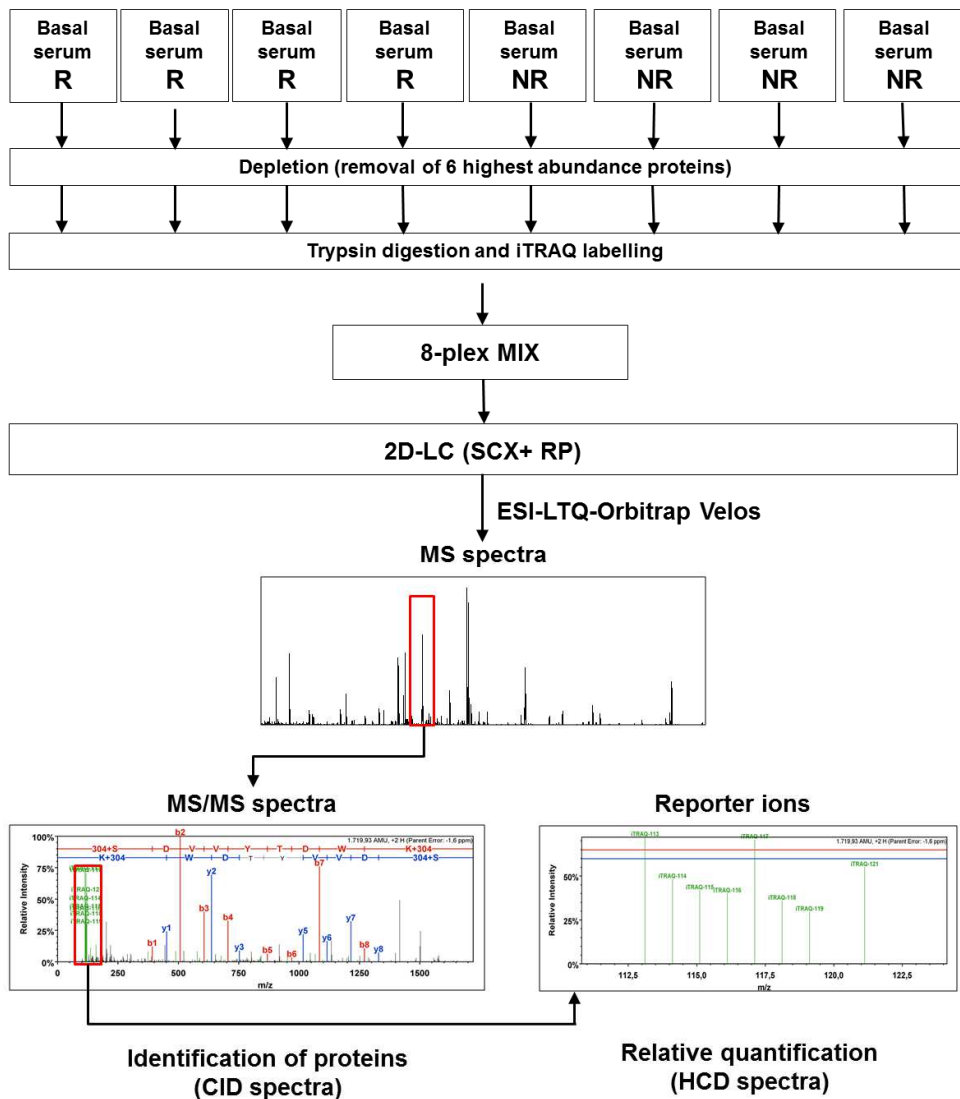 Basal serum R
Basal serum R
Basal serum R
Basal serum R
Basal serum NR
Basal serum NR
Basal serum NR
Basal serum NR
Depletion (removal of 6 highest abundance proteins)
Trypsin digestion and iTRAQ labelling
8-plex MIX
2D-LC (SCX+ RP)
ESI-LTQ-Orbitrap Velos
MS spectra
MS/MS spectra
b2
1.719,93 AMU, +2 H (Parent Error: -1,6 ppm)
304+S D V V Y T D W K+304
K+304 W D T Y V V D 304+S
100%
75%
50%
25%
0%
Relative Intensity
iTRAQ-114
b1
y1
b3
y2
b4
y3
b5
b6
y5
b7
y6
y7
b8
y8
0 250 500 750 1000 1250 1500
m/z
Reporter ions
iTRAQ-113
iTRAQ-117
1.719,93 AMU, +2 H (Parent Error: -1,6 ppm)
iTRAQ-114
iTRAQ-115
iTRAQ-116
iTRAQ-118
iTRAQ-119
iTRAQ-121
50%
25%
0%
Relative Intensity
112,5 115,0 117,5 120,0 122,5
m/z
Identification of proteins
(CID spectra)
Relative quantification
(HCD spectra)